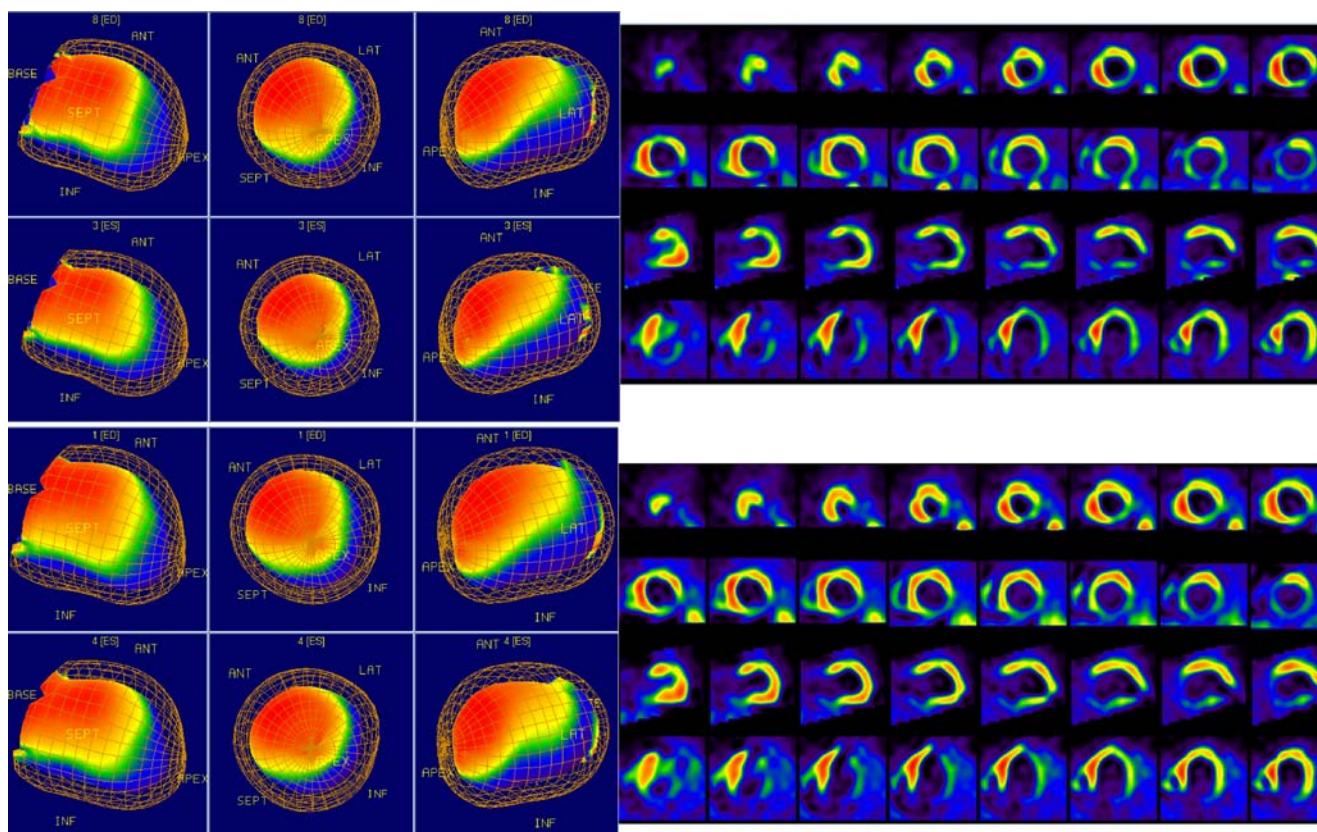 8 [ED] 8 [ED] 8 [ED]
ANT
BASE
SEPT
APEX
INF
ANT
LAT
APEX
SEPT
INF
ANT
LAT
APEX
INF
3 [ES] 3 [ES] 3 [ES]
ANT
BASE
SEPT
APEX
INF
ANT
LAT
APEX
SEPT
INF
ANT
LAT
INF
1 [ED] 1 [ED] 1 [ED]
ANT
BASE
SEPT
APEX
INF
ANT
LAT
SEPT
INF
ANT
LAT
APEX
INF
4 [ES] 4 [ES] 4 [ES]
ANT
BASE
SEPT
APEX
INF
ANT
LAT
SEPT
INF
ANT
LAT
APEX
INF